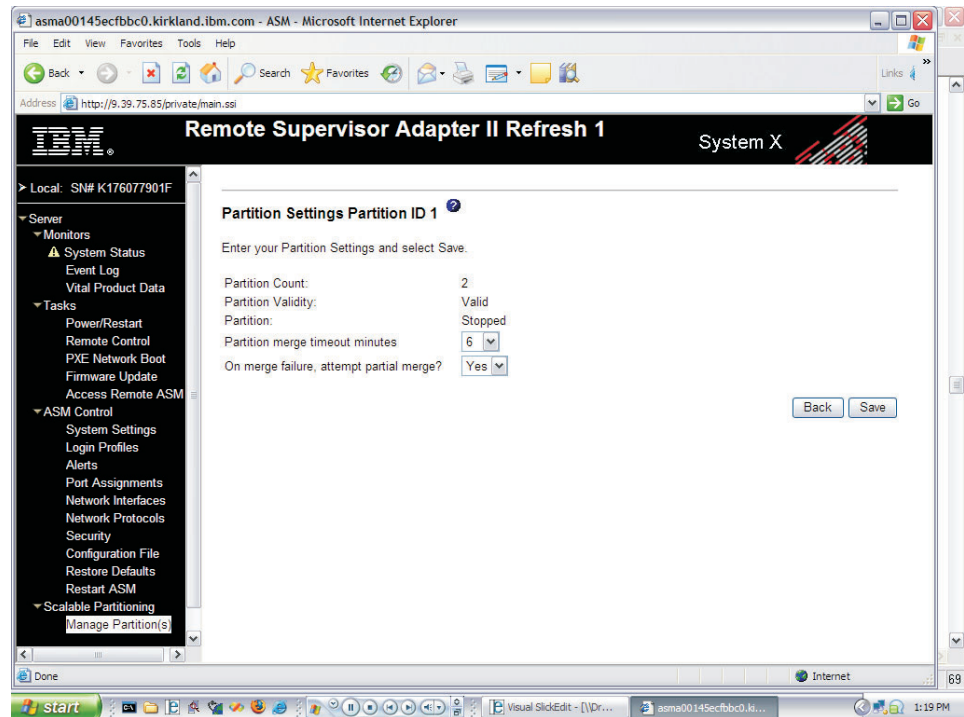 asma00145ecfbbc0.kirkland.ibm.com - ASM - Microsoft Internet Explorer
File Edit View Favorites Tools Help
Back Search Favorites Links »
Address http://9.39.75.85/private/main.ssi Go
IBM® Remote Supervisor Adapter II Refresh 1 System X
Local: SN# K176077901F
Server
Monitors
System Status
Event Log
Vital Product Data
Tasks
Power/Restart
Remote Control
PXE Network Boot
Firmware Update
Access Remote ASM
ASM Control
System Settings
Login Profiles
Alerts
Port Assignments
Network Interfaces
Network Protocols
Security
Configuration File
Restore Defaults
Restart ASM
Scalable Partitioning
Manage Partition(s)
Partition Settings Partition ID 1 ?
Enter your Partition Settings and select Save.
Partition Count: 2
Partition Validity: Valid
Partition: Stopped
Partition merge timeout minutes 6
On merge failure, attempt partial merge? Yes
Back Save
Done Internet
69
start Visual SlickEdit - [\\Dr... asma00145ecfbbc0.ki... 1:19 PM